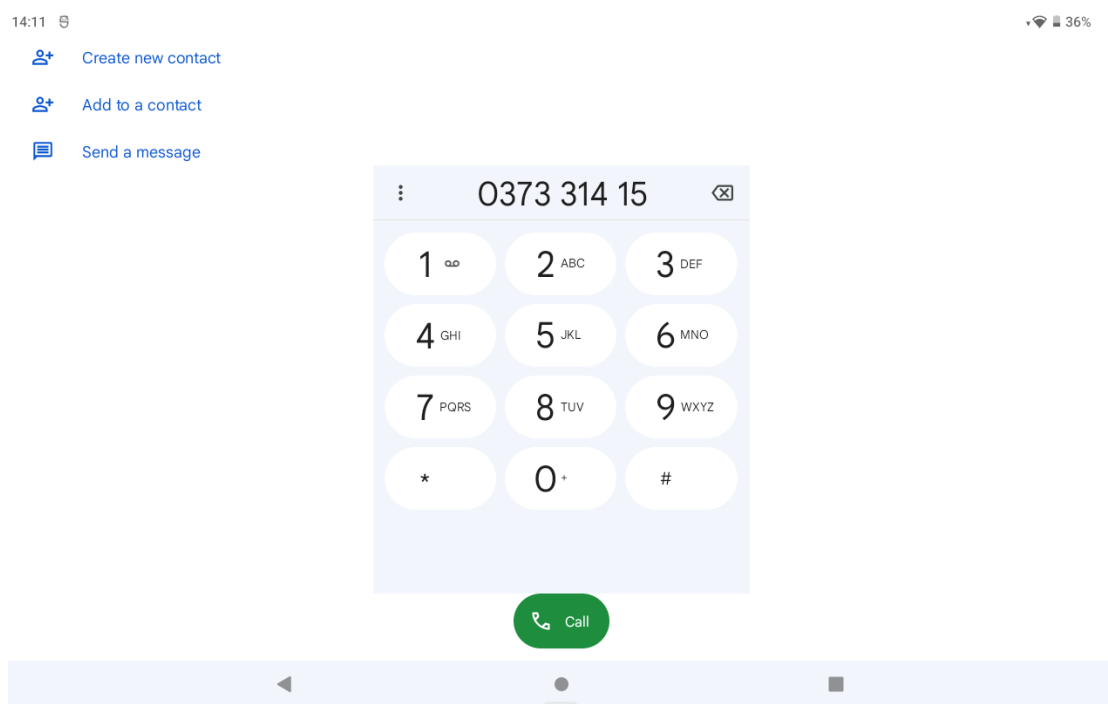 14:11 36%
Create new contact
Add to a contact
Send a message
0373 314 15
1 2 ABC 3 DEF
4 GHI 5 JKL 6 MNO
7 PQRS 8 TUV 9 WXYZ
* 0 + #
Call